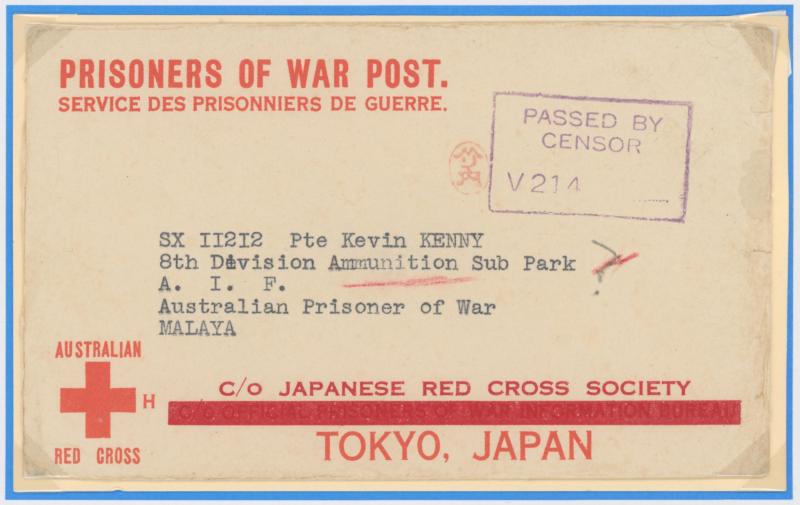 PRISONERS OF WAR POST.
SERVICE DES PRISONNIERS DE GUERRE.
PASSED BY
CENSOR
V214
SX II2I2 Pte Kevin KENNY
8th Division Ammunition Sub Park ?
A. I. F.
Australian Prisoner of War
MALAYA
AUSTRALIAN
H
RED CROSS
C/o JAPANESE RED CROSS SOCIETY
C/o OFFICIAL PRISONERS OF WAR INFORMATION BUREAU
TOKYO, JAPAN